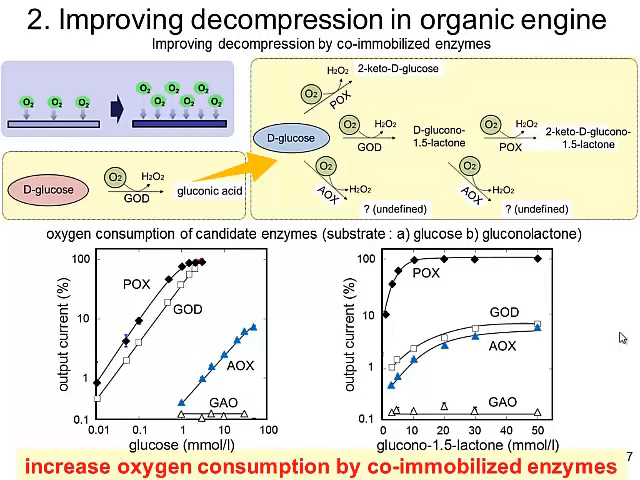 2. Improving decompression in organic engine
Improving decompression by co-immobilized enzymes
O2 O2 O2
O2 O2 O2
O2 O2 O2 O2
D-glucose
O2
H2O2
GOD
gluconic acid
O2
H2O2
POX
2-keto-D-glucose
D-glucose
O2
H2O2
GOD
D-glucono-
1.5-lactone
O2
H2O2
POX
2-keto-D-glucono-
1.5-lactone
O2
AOX
H2O2
? (undefined)
O2
AOX
H2O2
? (undefined)
oxygen consumption of candidate enzymes (substrate : a) glucose b) gluconolactone)
output current (%)
100
10
1
0.1
POX
GOD
AOX
GAO
0.01 0.1 1 10 100
glucose (mmol/l)
output current (%)
100
10
1
0.1
POX
GOD
AOX
GAO
0 10 20 30 40 50
glucono-1.5-lactone (mmol/l)
7
increase oxygen consumption by co-immobilized enzymes